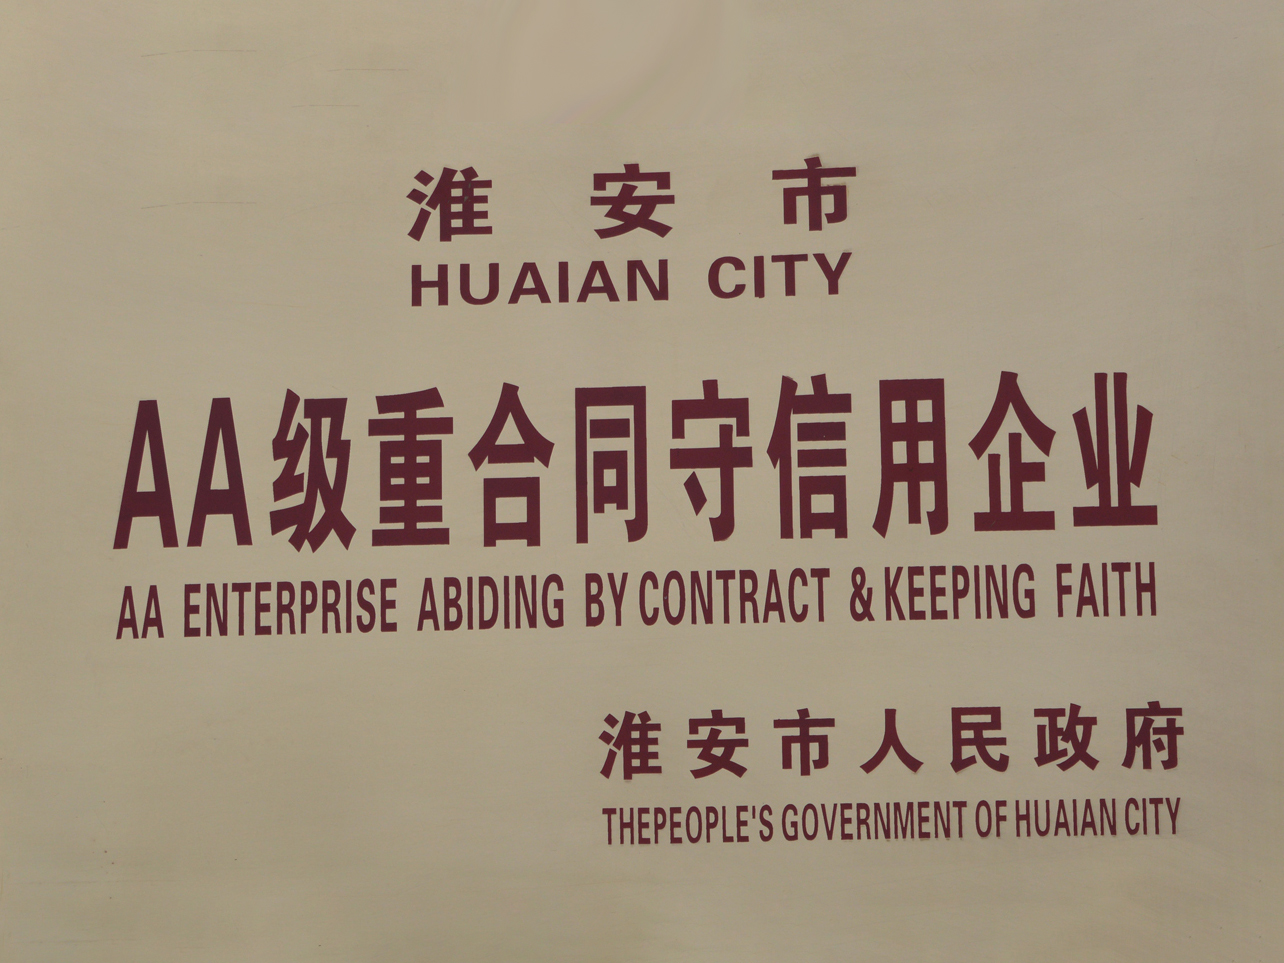 淮安市
HUAIAN CITY
AA级重合同守信用企业
AA ENTERPRISE ABIDING BY CONTRACT & KEEPING FAITH
淮安市人民政府
THEPEOPLE'S GOVERNMENT OF HUAIAN CITY